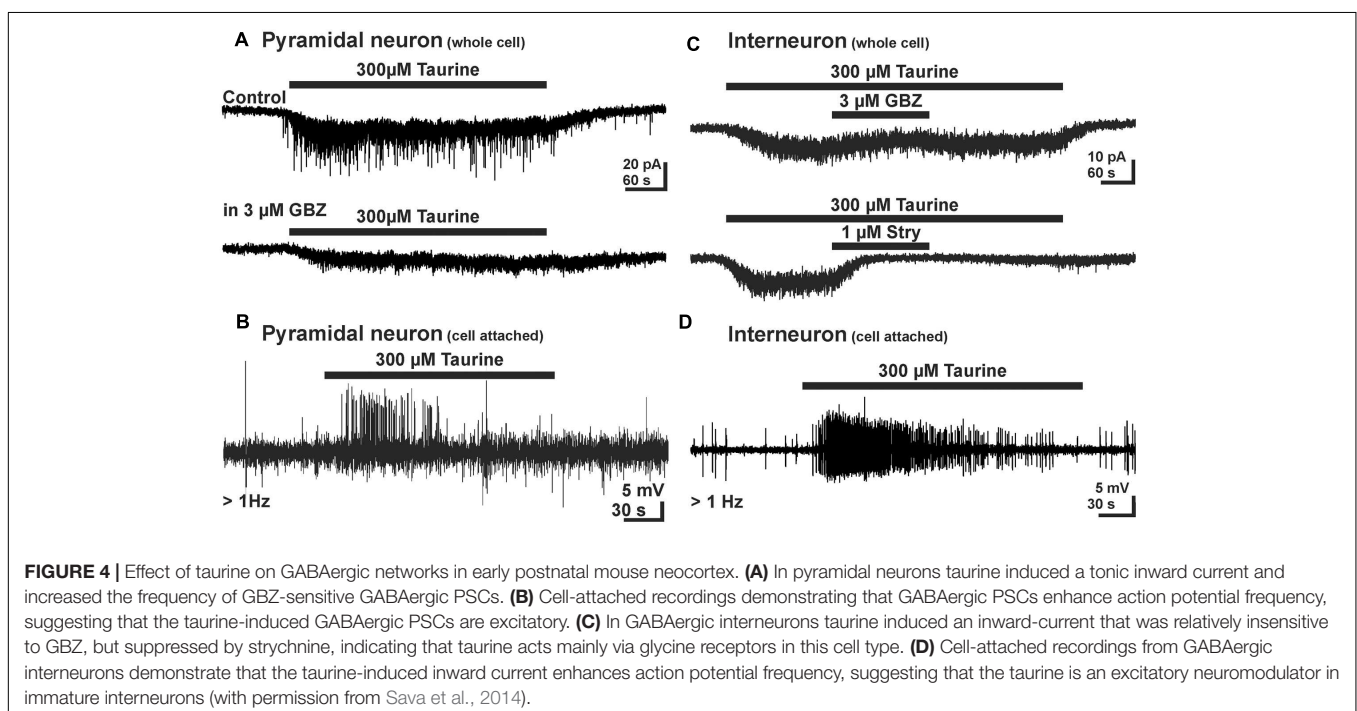 A Pyramidal neuron (whole cell)
300µM Taurine
Control
20 pA
60 s
in 3 µM GBZ
300µM Taurine
B Pyramidal neuron (cell attached)
300 µM Taurine
> 1Hz
5 mV
30 s
C Interneuron (whole cell)
300 µM Taurine
3 µM GBZ
10 pA
60 s
300 µM Taurine
1 µM Stry
D Interneuron (cell attached)
300 µM Taurine
> 1 Hz
5 mV
30 s
FIGURE 4 | Effect of taurine on GABAergic networks in early postnatal mouse neocortex. (A) In pyramidal neurons taurine induced a tonic inward current and
increased the frequency of GBZ-sensitive GABAergic PSCs. (B) Cell-attached recordings demonstrating that GABAergic PSCs enhance action potential frequency,
suggesting that the taurine-induced GABAergic PSCs are excitatory. (C) In GABAergic interneurons taurine induced an inward-current that was relatively insensitive
to GBZ, but suppressed by strychnine, indicating that taurine acts mainly via glycine receptors in this cell type. (D) Cell-attached recordings from GABAergic
interneurons demonstrate that the taurine-induced inward current enhances action potential frequency, suggesting that the taurine is an excitatory neuromodulator in
immature interneurons (with permission from Sava et al., 2014).